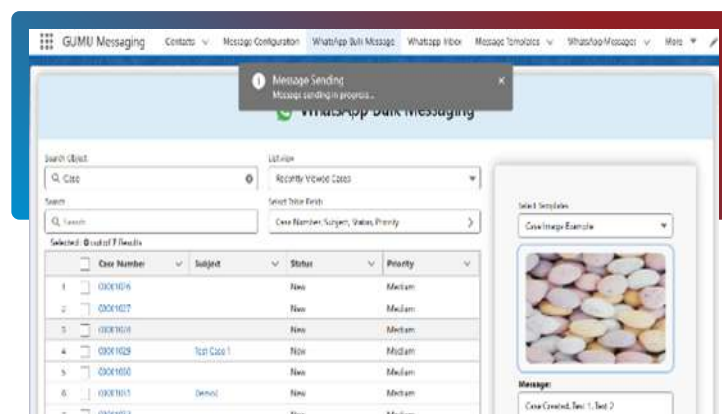 GUMU Messaging Contacts Message Configuration WhatsApp Bulk Message Whatsapp Inbox Message Templates WhatsApp Messages More
Message Sending
Message sending in progress...
WhatsApp Bulk Messaging
Search Object
Case
List view
Recently Viewed Cases
Search
Search
Select Table Fields
Case Number, Subject, Status, Priority
Selected: 0 out of 7 Results
Case Number Subject Status Priority
1 00001026 New Medium
2 00001027 New Medium
3 00001028 New Medium
4 00001029 Test Case 1 New Medium
5 00001030 New Medium
6 00001031 Demo New Medium
New Medium
Select Templates
Case Image Example
Message:
Case Created, Test 1, Test 2